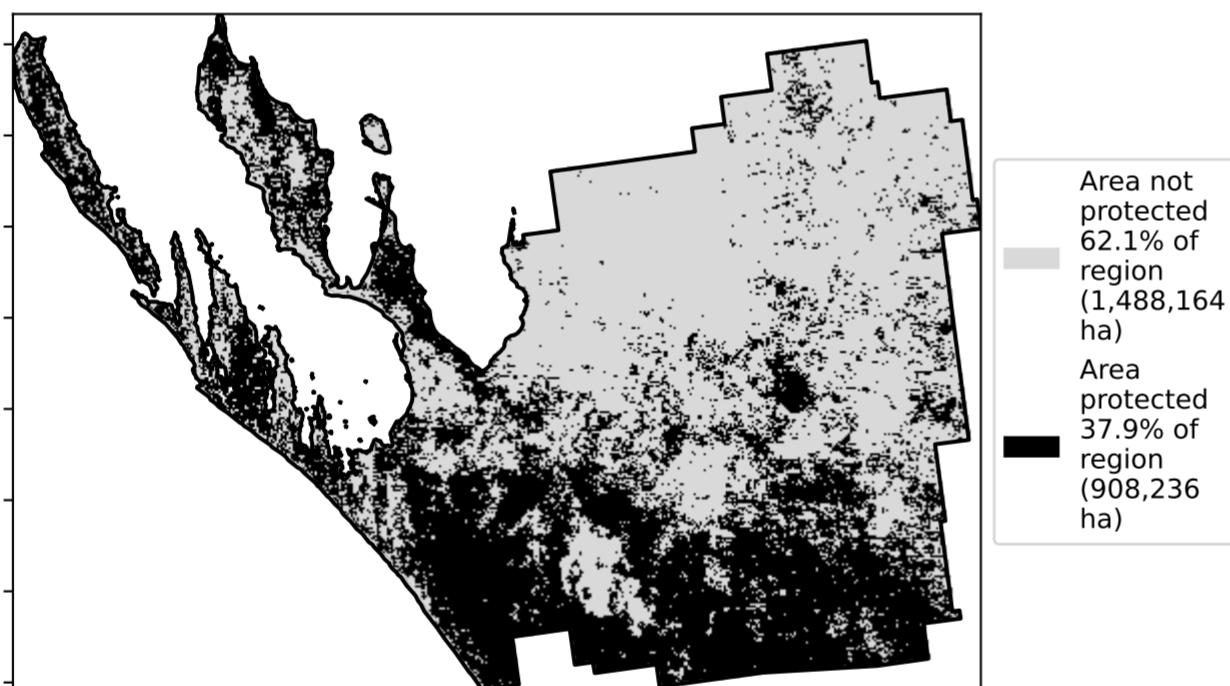 Area not
protected
62.1% of
region
(1,488,164
ha)
Area
protected
37.9% of
region
(908,236
ha)